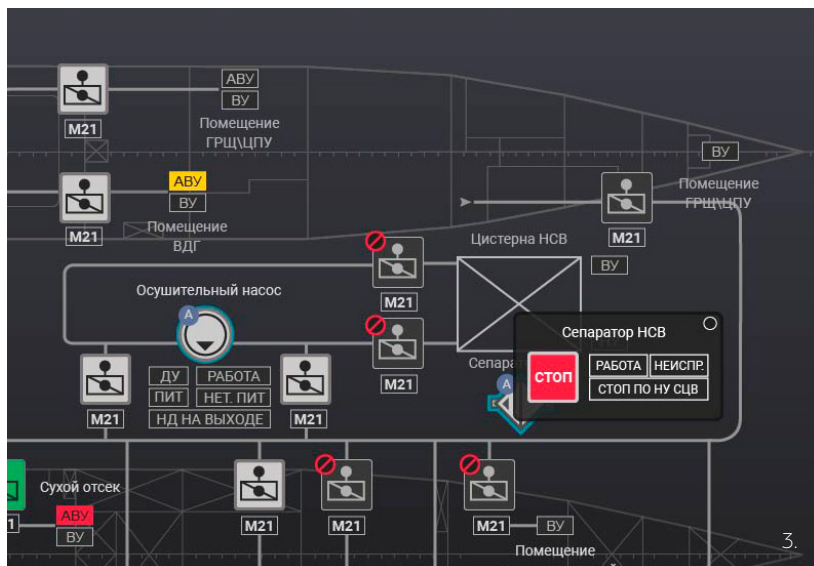 АВУ
ВУ
М21
Помещение
ГРЩ\ЦПУ
ВУ
АВУ
ВУ
М21
Помещение
ВДГ
Помещение
ГРЩ\ЦПУ
М21
Цистерна НСВ
ВУ
М21
Осушительный насос
А
Сепаратор НСВ
СТОП
РАБОТА
НЕИСПР.
СТОП ПО НУ СЦВ
М21
Сепара
А
ДУ
РАБОТА
ПИТ
НЕТ. ПИТ
НД НА ВЫХОДЕ
М21
М21
Сухой отсек
АВУ
ВУ
1
М21
М21
М21
ВУ
Помещение
3.